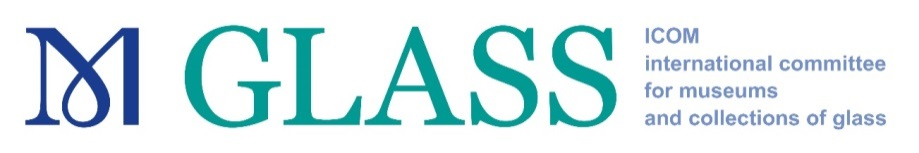 M GLASS
ICOM
international committee
for museums
and collections of glass